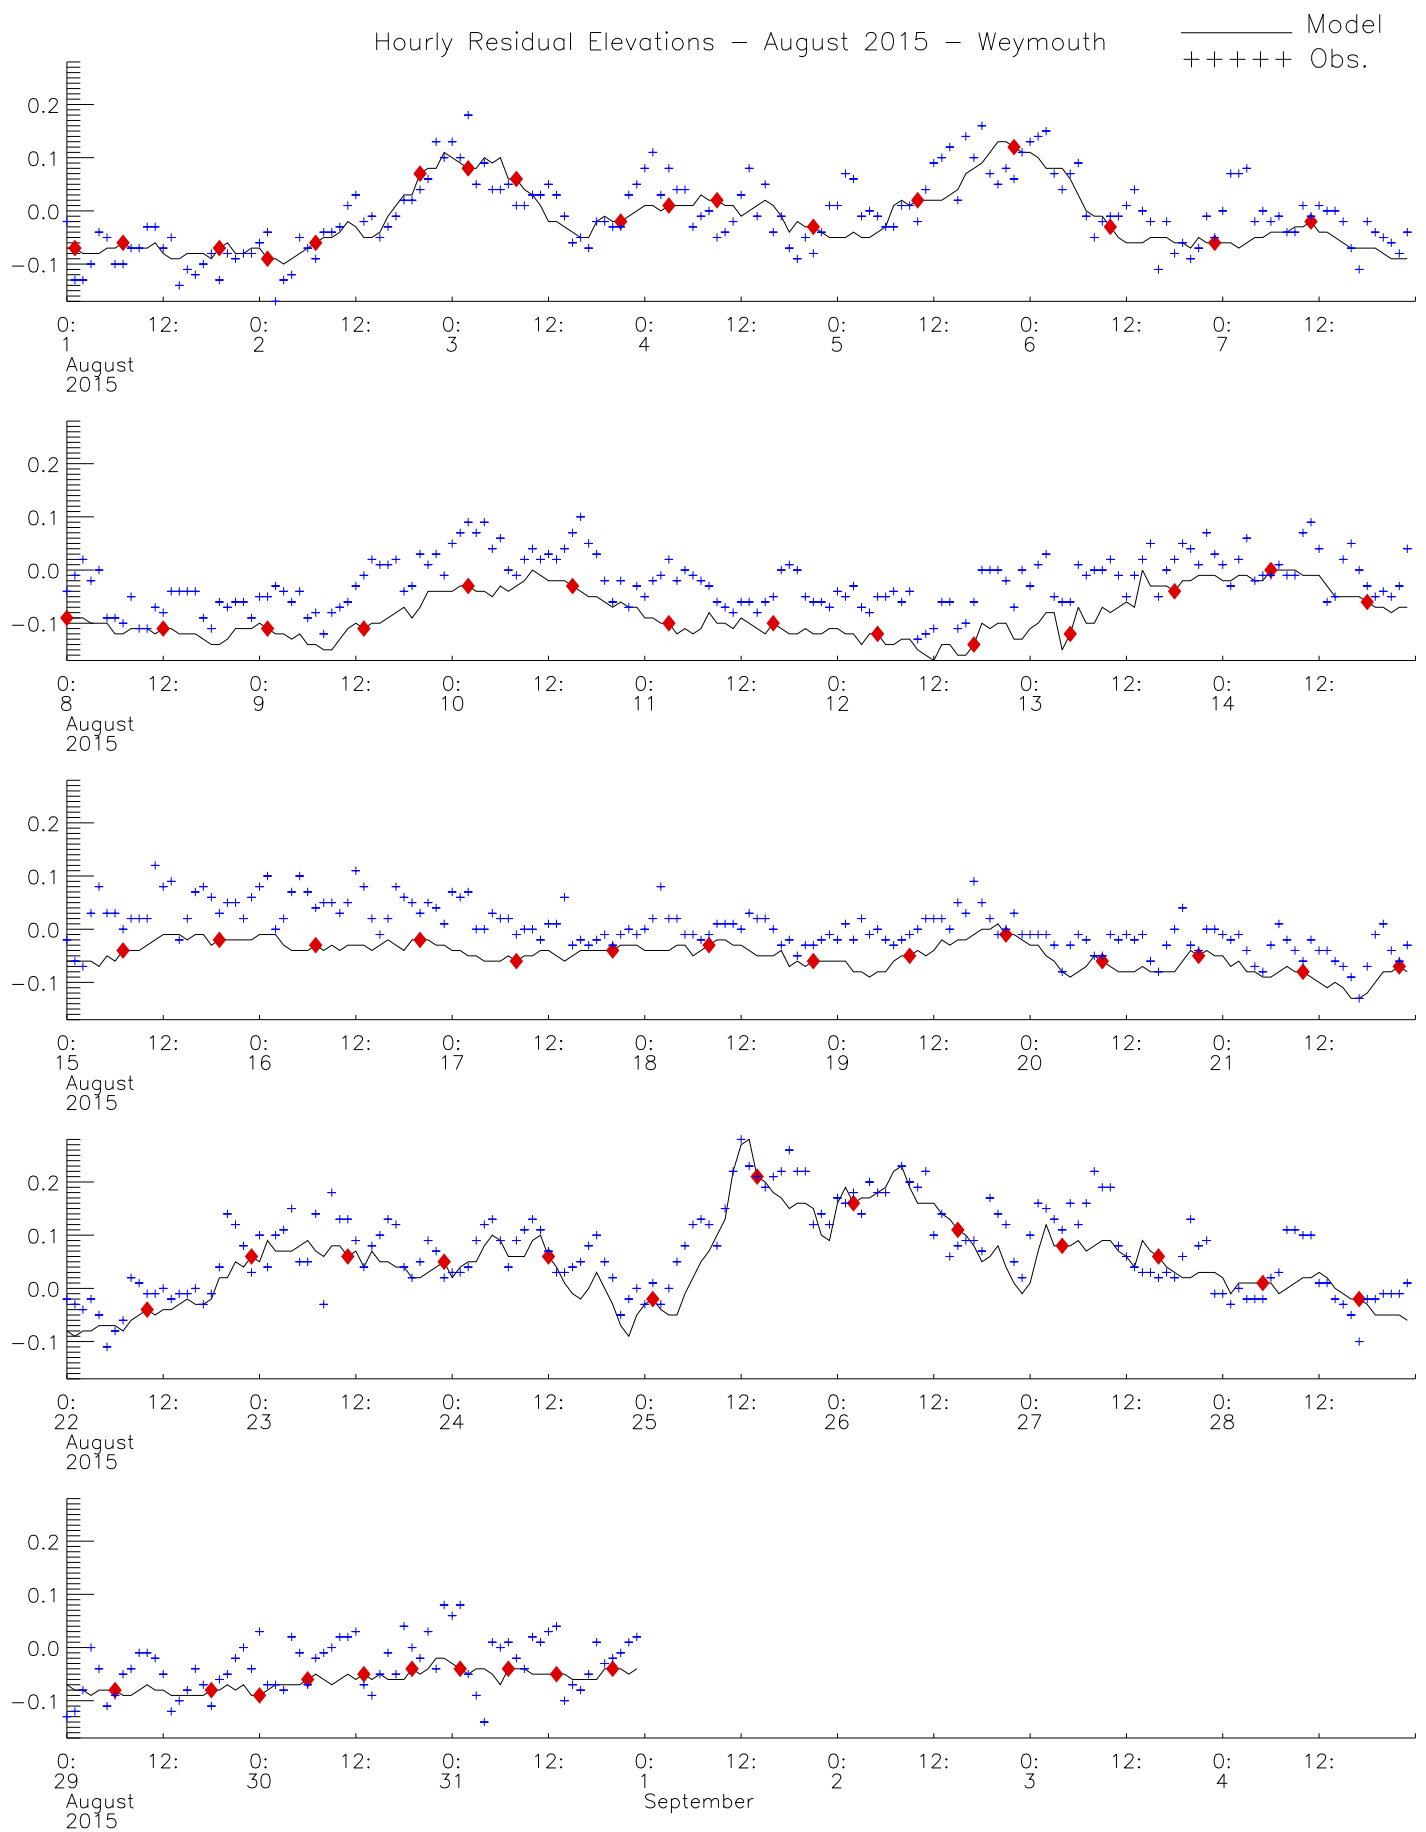 Hourly Residual Elevations – August 2015 – Weymouth
Model
+++++ Obs.
0.2
0.1
0.0
−0.1
0: 12: 0: 12: 0: 12: 0: 12: 0: 12: 0: 12: 0: 12:
1 2 3 4 5 6 7
August
2015
0.2
0.1
0.0
−0.1
0: 12: 0: 12: 0: 12: 0: 12: 0: 12: 0: 12: 0: 12:
8 9 10 11 12 13 14
August
2015
0.2
0.1
0.0
−0.1
0: 12: 0: 12: 0: 12: 0: 12: 0: 12: 0: 12: 0: 12:
15 16 17 18 19 20 21
August
2015
0.2
0.1
0.0
−0.1
0: 12: 0: 12: 0: 12: 0: 12: 0: 12: 0: 12: 0: 12:
22 23 24 25 26 27 28
August
2015
0.2
0.1
0.0
−0.1
0: 12: 0: 12: 0: 12: 0: 12: 0: 12: 0: 12: 0: 12:
29 30 31 1 2 3 4
August September
2015